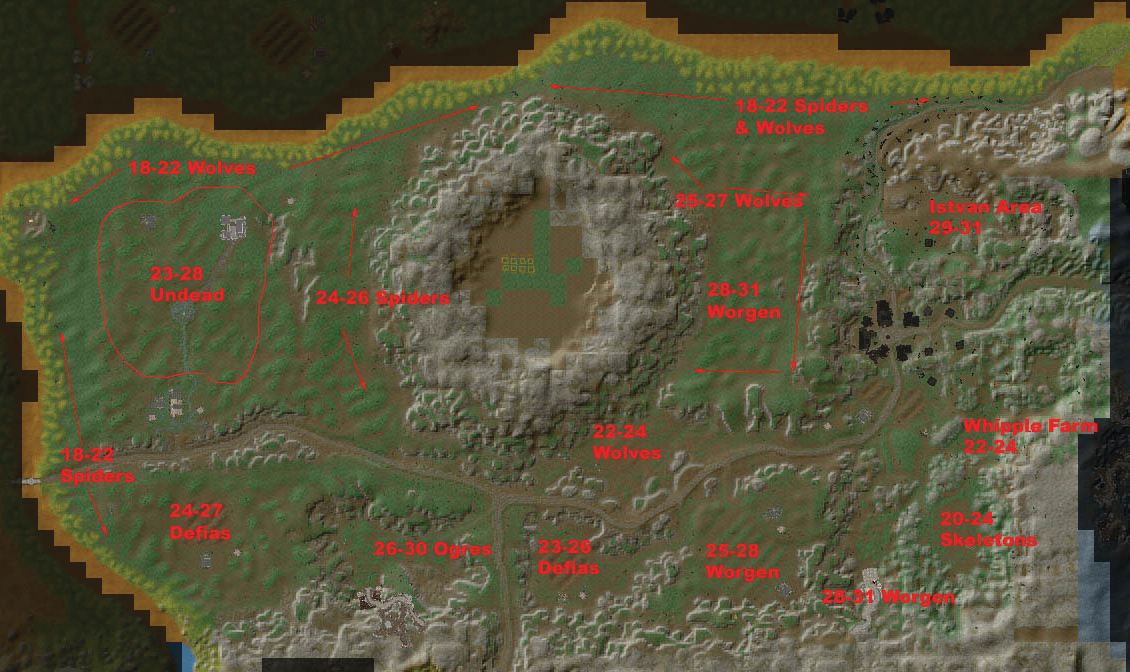 18-22 Spiders
& Wolves
18-22 Wolves
25-27 Wolves
Istvan Area
29-31
23-28
Undead
24-26 Spiders
28-31
Worgen
22-24
Wolves
Whipple Farm
22-24
18-22
Spiders
24-27
Defias
20-24
Skeletons
26-30 Ogres
23-26
Defias
25-28
Worgen
28-31 Worgen